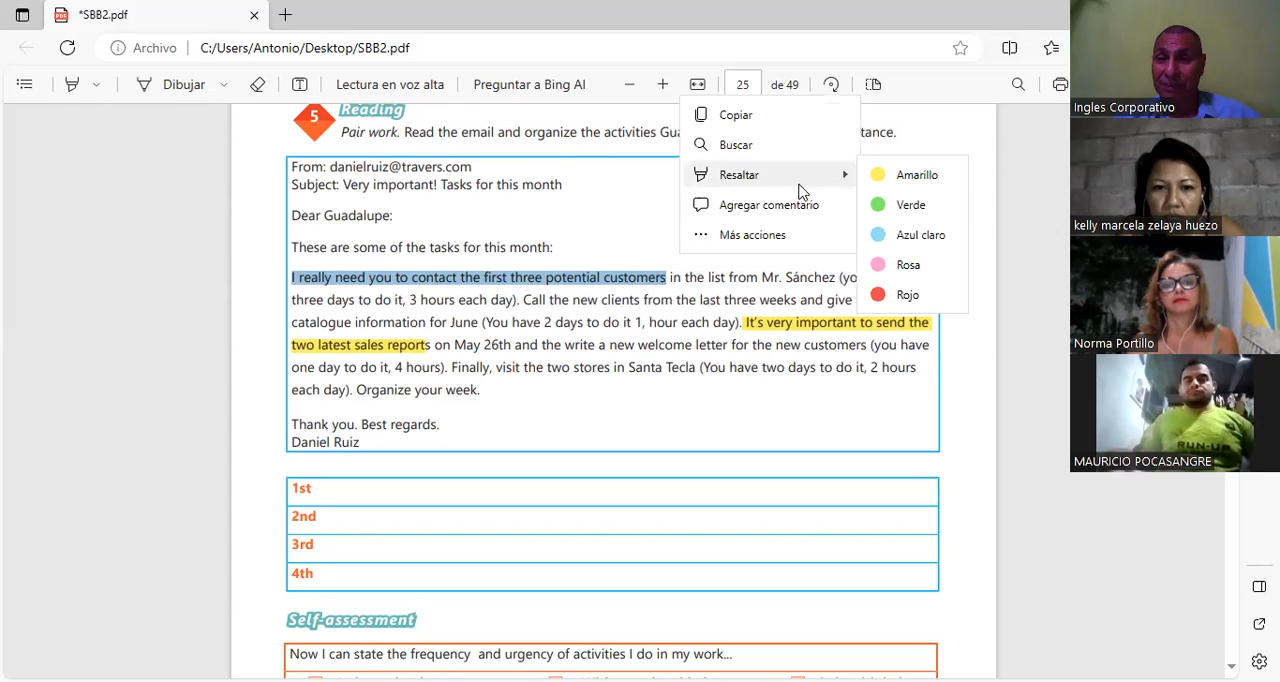 *SBB2.pdf
Archivo
C:/Users/Antonio/Desktop/SBB2.pdf
Dibujar
Lectura en voz alta
Preguntar a Bing AI
25
de 49
5
Reading
Pair work. Read the email and organize the activities Gua
tance.
Copiar
Buscar
Resaltar
Agregar comentario
Más acciones
Amarillo
Verde
Azul claro
Rosa
Rojo
From: danielruiz@travers.com
Subject: Very important! Tasks for this month
Dear Guadalupe:
These are some of the tasks for this month:
I really need you to contact the first three potential customers in the list from Mr. Sánchez (yo
three days to do it, 3 hours each day). Call the new clients from the last three weeks and give
catalogue information for June (You have 2 days to do it 1, hour each day). It's very important to send the
two latest sales reports on May 26th and the write a new welcome letter for the new customers (you have
one day to do it, 4 hours). Finally, visit the two stores in Santa Tecla (You have two days to do it, 2 hours
each day). Organize your week.
Thank you. Best regards.
Daniel Ruiz
1st
2nd
3rd
4th
Self-assessment
Now I can state the frequency and urgency of activities I do in my work...
Ingles Corporativo
kelly marcela zelaya huezo
Norma Portillo
RUN-UP
MAURICIO POCASANGRE